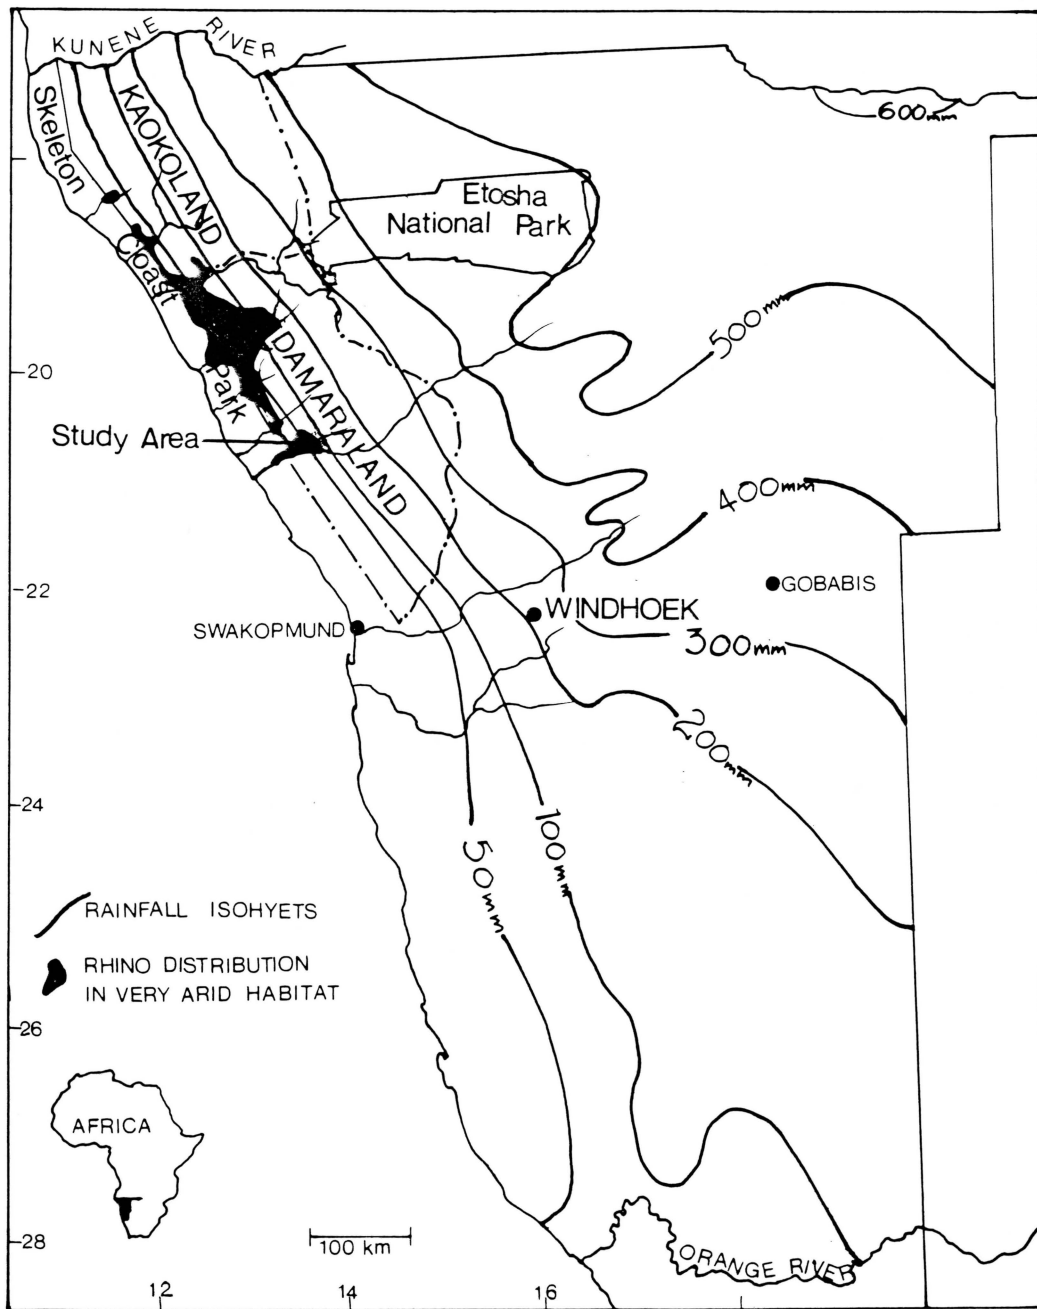 KUNENE RIVER
600mm
Skeleton
Coast
Park
KAOKOLAND
Etosha
National Park
500mm
-20
DAMARALAND
Study Area
400mm
GOBABIS
-22
WINDHOEK
SWAKOPMUND
300mm
200mm
-24
100mm
50mm
RAINFALL ISOHYETS
RHINO DISTRIBUTION
IN VERY ARID HABITAT
-26
AFRICA
-28
100 km
ORANGE RIVER
12
14
16